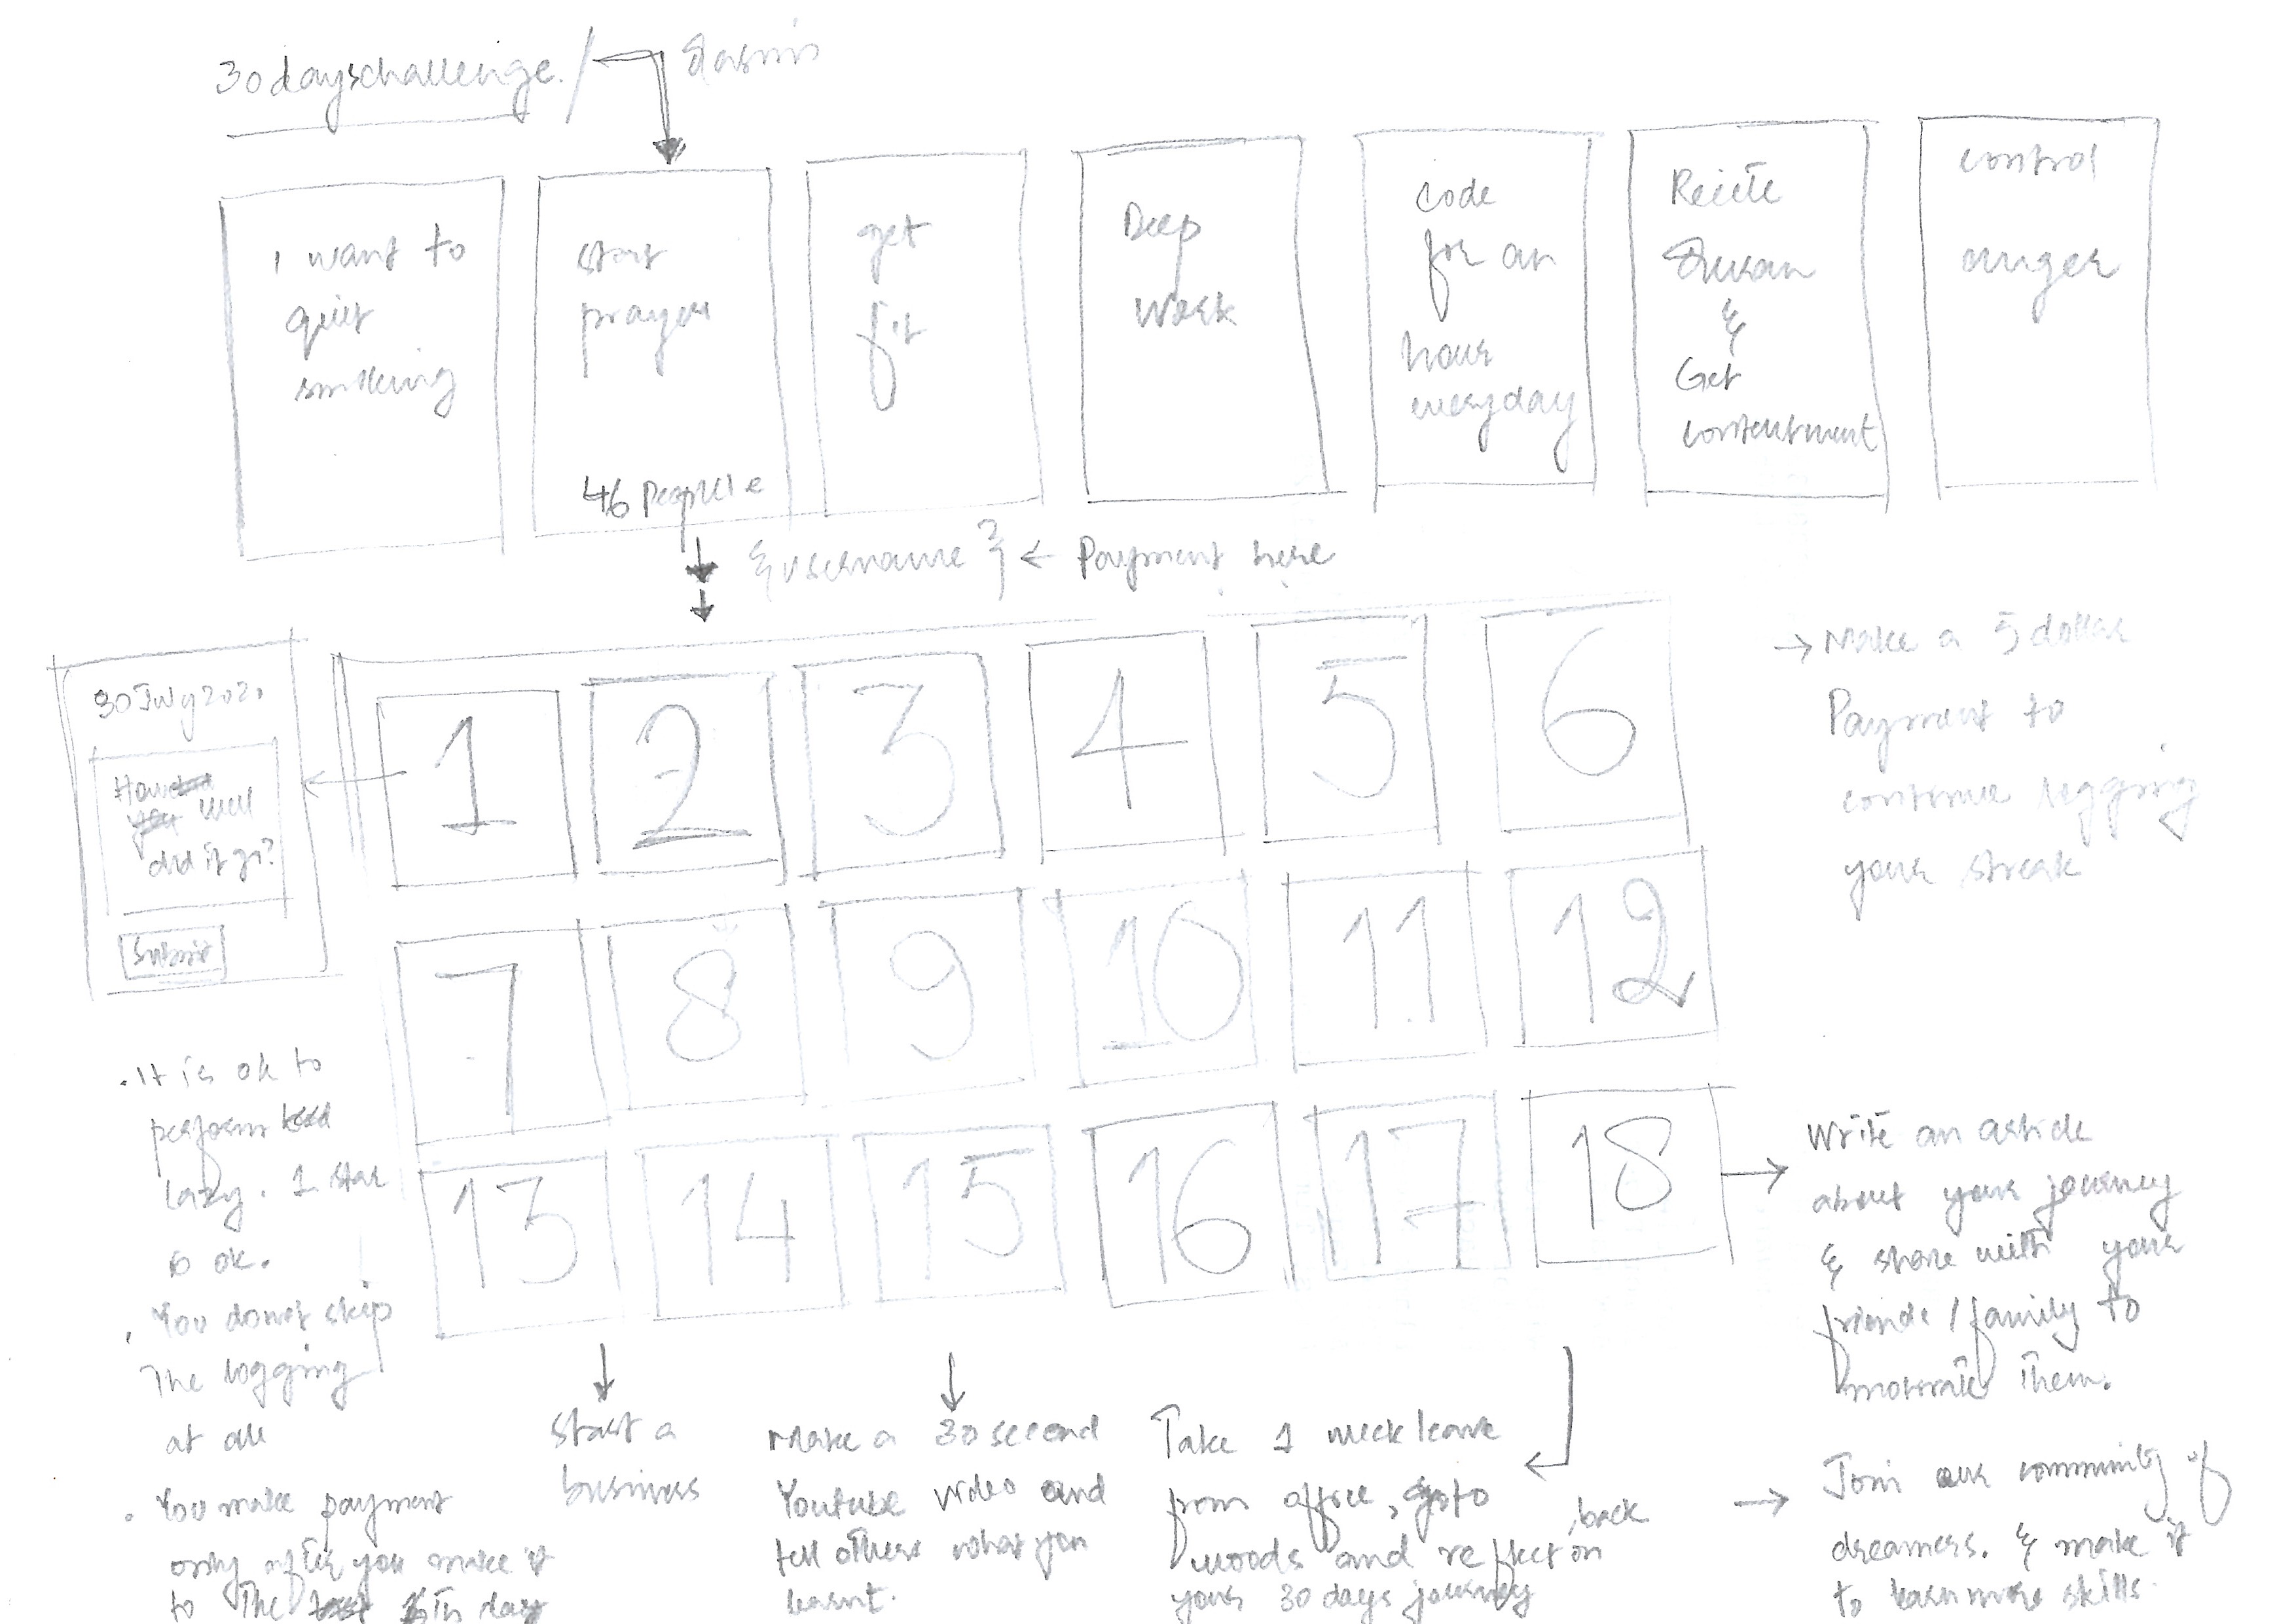 30dayschallenge. /
I want to
quit
smoking
start
prayer
46 People
get
fit
Deep
Work
Code
for an
hour
everyday
Recite
Quran
&
Get
contentment
control
anger
{username} ← Payment here
30 July 202
How well
did it go?
Submit
1 2 3 4 5 6
7 8 9 10 11 12
13 14 15 16 17 18
→ Make a 5 dollar
Payment to
continue logging
your streak
. It is ok to
perform
lazy. 1 star
is ok.
. You donot skip
the logging
at all
. You make payment
only after you make it
to the day
Start a
business
Make a 30 second
Youtube video and
tell others what you
learnt.
Take 1 week leave
from office, go to
woods and reflect back on
your 30 days journey
Write an article
about your journey
& share with your
friends / family to
motivate them.
→ Join our community of
dreamers. & make it
to learn more skills.